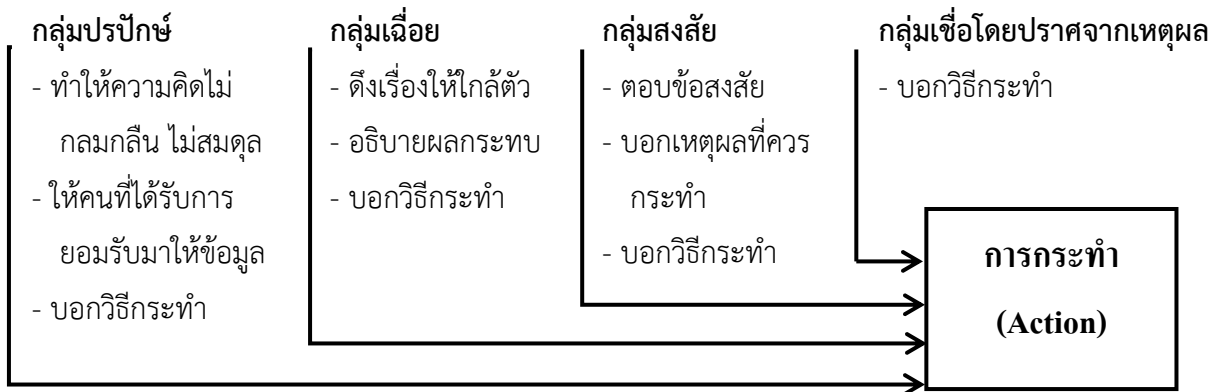 กลุ่มปรปักษ์
- ทำให้ความคิดไม่
กลมกลืน ไม่สมดุล
- ให้คนที่ได้รับการ
ยอมรับมาให้ข้อมูล
- บอกวิธีกระทำ
กลุ่มเฉื่อย
- ดึงเรื่องให้ใกล้ตัว
- อธิบายผลกระทบ
- บอกวิธีกระทำ
กลุ่มสงสัย
- ตอบข้อสงสัย
- บอกเหตุผลที่ควร
กระทำ
- บอกวิธีกระทำ
กลุ่มเชื่อโดยปราศจากเหตุผล
- บอกวิธีกระทำ
การกระทำ
(Action)